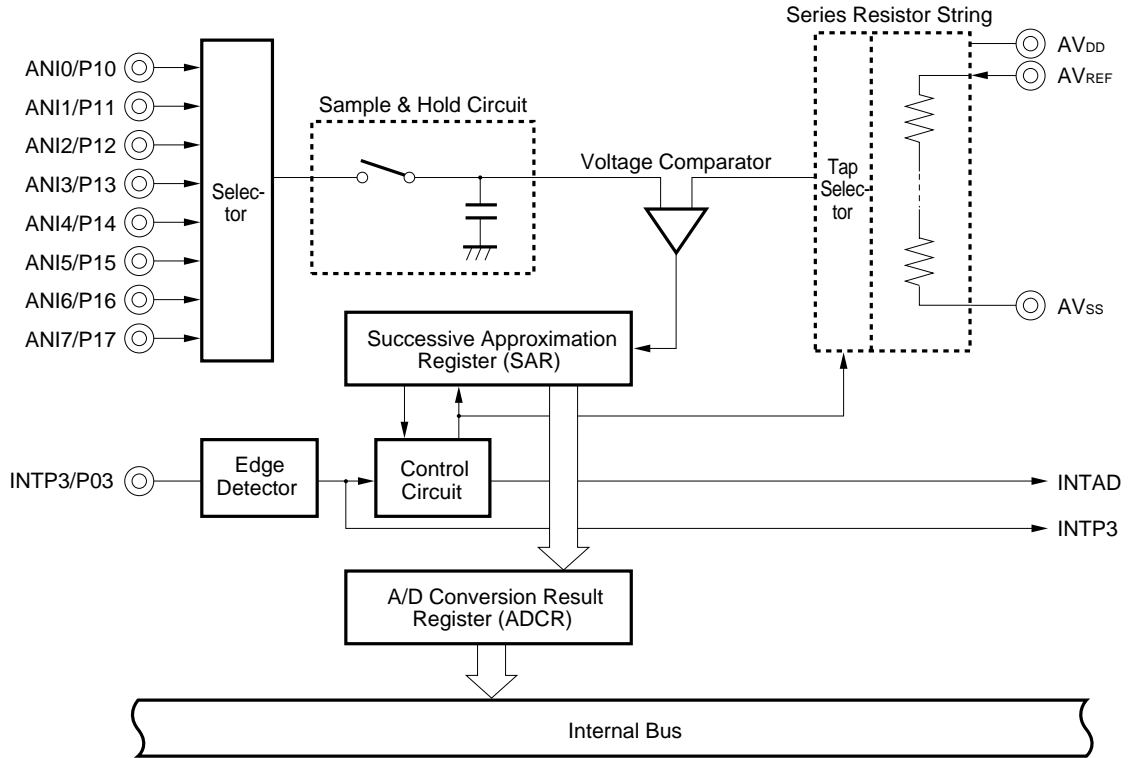 Series Resistor String
AVDD
AVREF
ANI0/P10
ANI1/P11
ANI2/P12
ANI3/P13
ANI4/P14
ANI5/P15
ANI6/P16
ANI7/P17
Selec-
tor
Sample & Hold Circuit
Voltage Comparator
Tap
Selec-
tor
AVSS
Successive Approximation
Register (SAR)
INTP3/P03
Edge
Detector
Control
Circuit
INTAD
INTP3
A/D Conversion Result
Register (ADCR)
Internal Bus